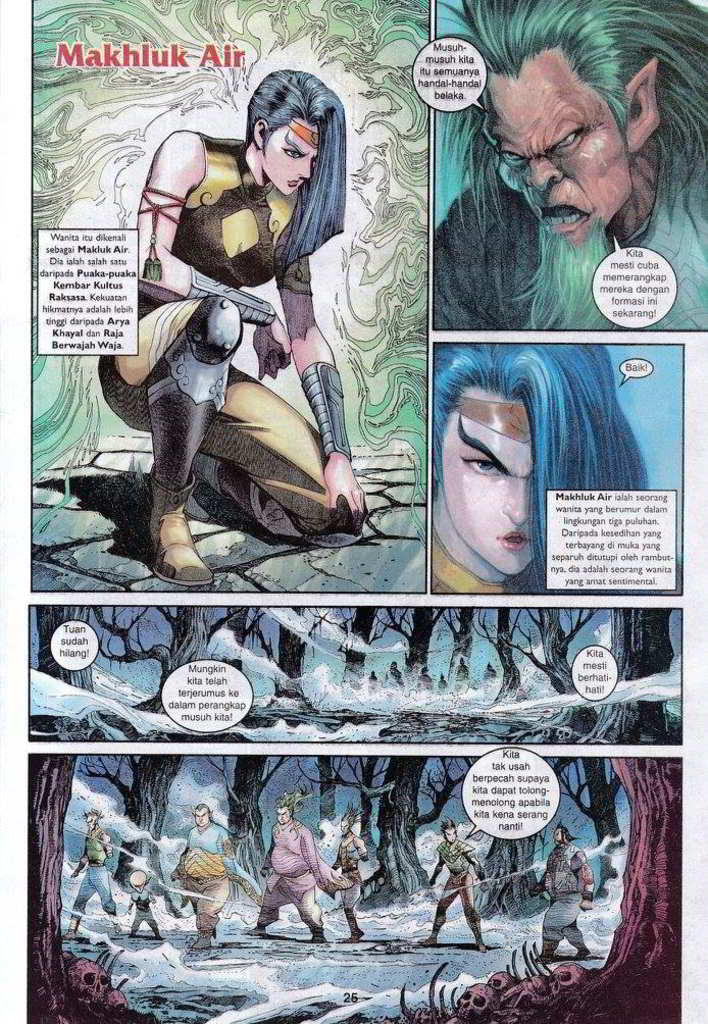 Makhluk Air
Wanita itu dikenali
sebagai Makluk Air.
Dia ialah salah satu
daripada Puaka-puaka
Kembar Kultus
Raksasa. Kekuatan
hikmatnya adalah lebih
tinggi daripada Arya
Khayal dan Raja
Berwajah Waja.
Musuh-
musuh kita
itu semuanya
handal-handal
belaka.
Kita
mesti cuba
memerangkap
mereka dengan
formasi ini
sekarang!
Baik!
Makhluk Air ialah seorang
wanita yang berumur dalam
lingkungan tiga puluhan.
Daripada kesedihan yang
terbayang di muka yang
separuh ditutupi oleh rambut-
nya, dia adalah seorang wanita
yang amat sentimental.
Tuan
sudah
hilang!
Mungkin
kita telah
terjerumus ke
dalam perangkap
musuh kita!
Kita
mesti
berhati-
hati!
Kita
tak usah
berpecah supaya
kita dapat tolong-
menolong apabila
kita kena serang
nanti!
25